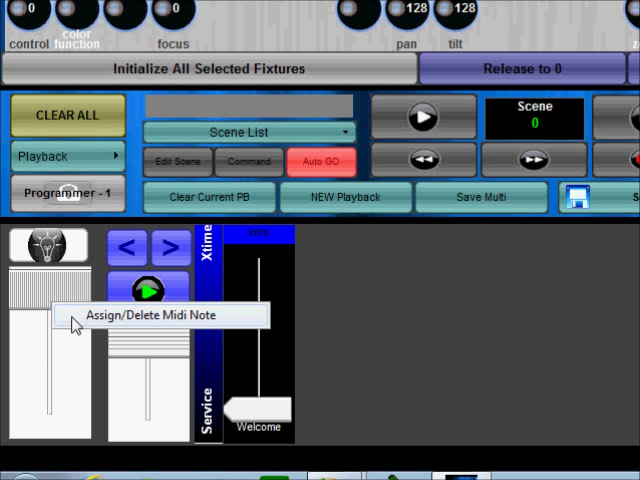 0
0
128
128
control
color
function
focus
pan
tilt
Initialize All Selected Fixtures
Release to 0
CLEAR ALL
Scene
0
Scene List
Playback
Edit Scene
Command
Auto GO
Programmer - 1
Clear Current PB
NEW Playback
Save Multi
S
Xtime
Intro
<
>
Assign/Delete Midi Note
Service
Welcome